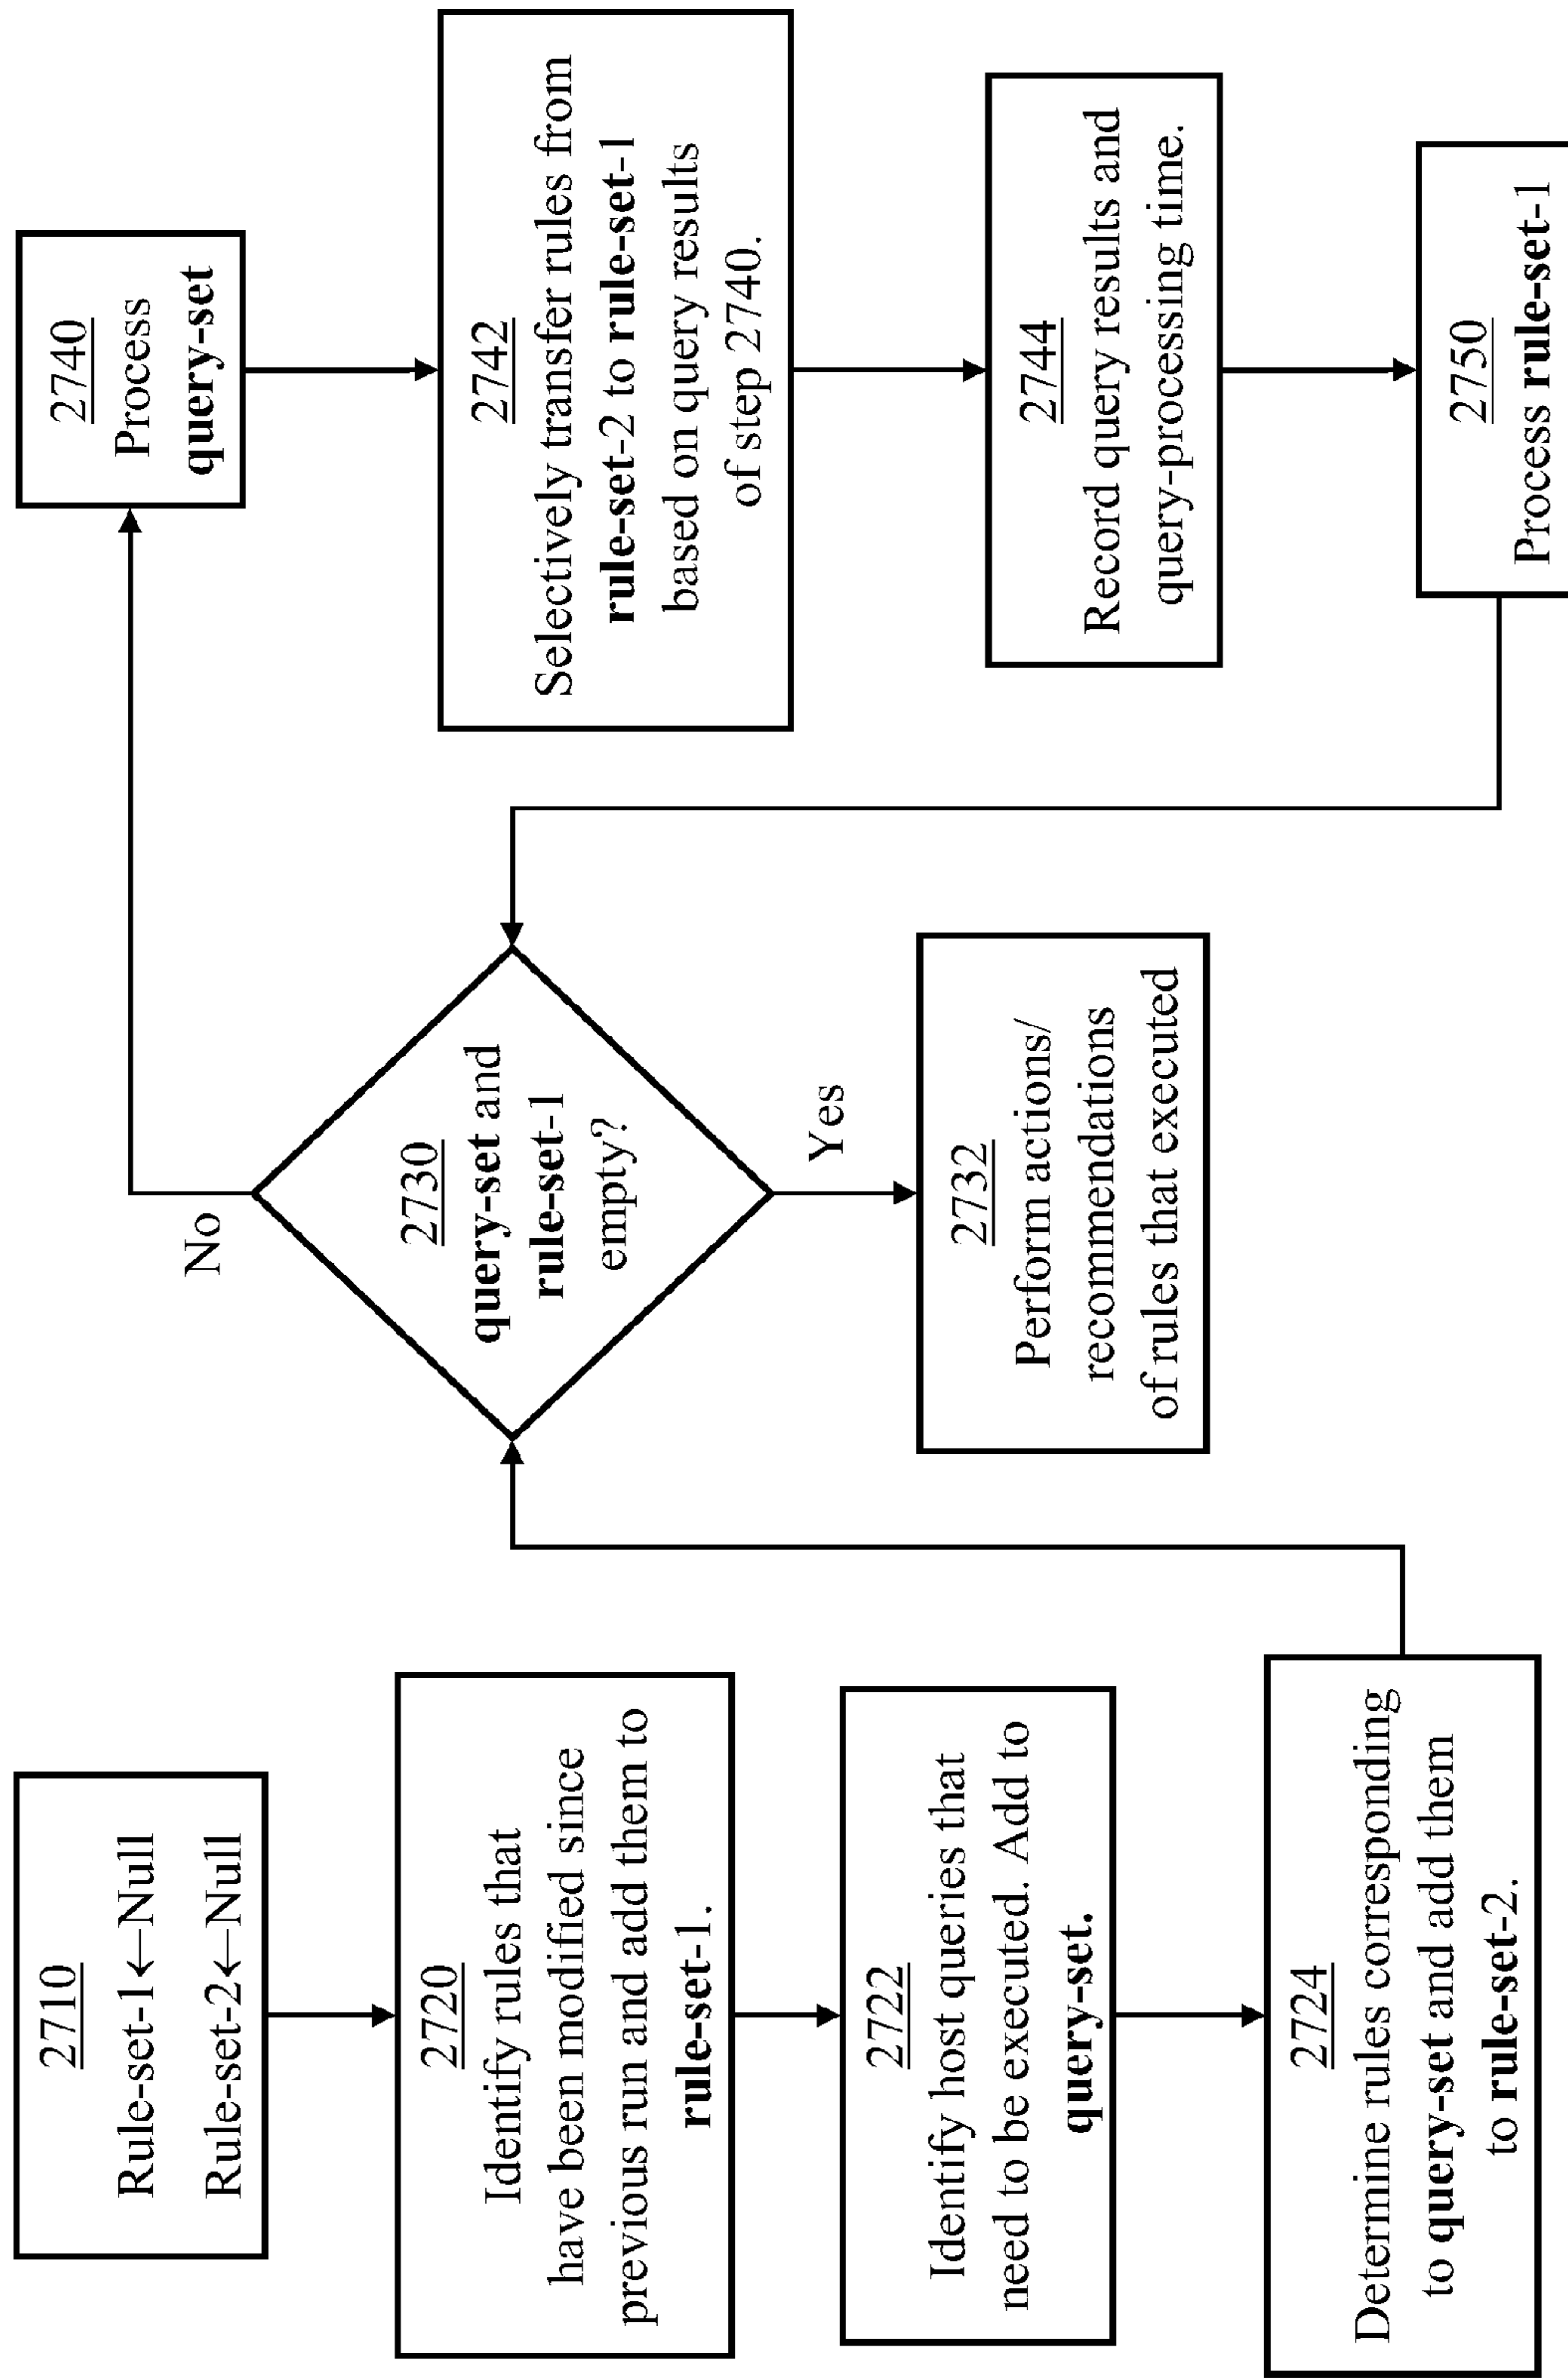 2710
Rule-set-1←Null
Rule-set-2←Null
2720
Identify rules that
have been modified since
previous run and add them to
rule-set-1.
2722
Identify host queries that
need to be executed. Add to
query-set.
2724
Determine rules corresponding
to query-set and add them
to rule-set-2.
No
2730
query-set and
rule-set-1
empty?
Yes
2732
Perform actions/
recommendations
of rules that executed
2740
Process
query-set
2742
Selectively transfer rules from
rule-set-2 to rule-set-1
based on query results
of step 2740.
2744
Record query results and
query-processing time.
2750
Process rule-set-1